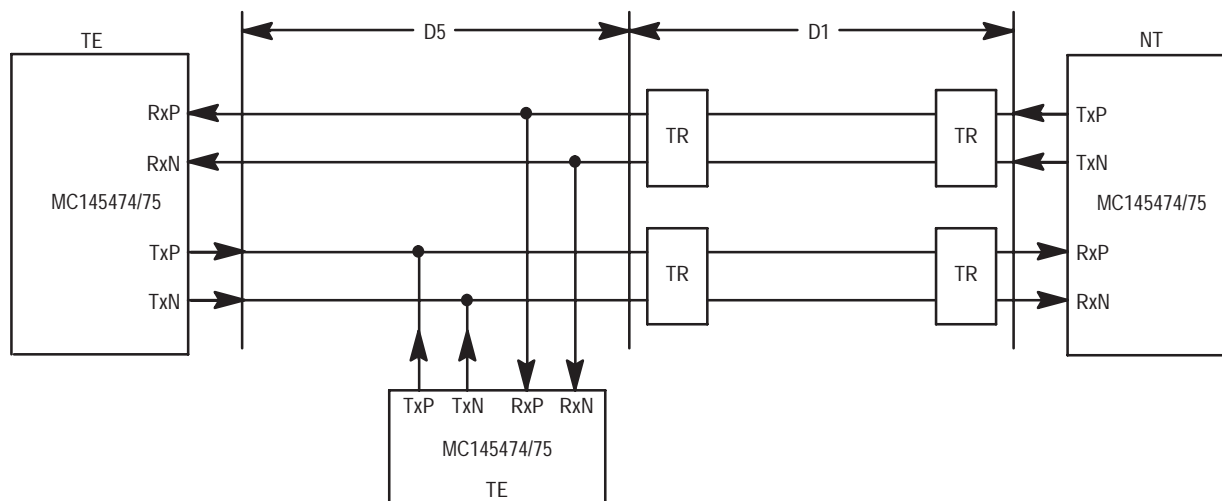 TE
D5
D1
NT
RxP
TR
TR
TxP
RxN
TxN
MC145474/75
MC145474/75
TxP
TR
TR
RxP
TxN
RxN
TxP TxN RxP RxN
MC145474/75
TE